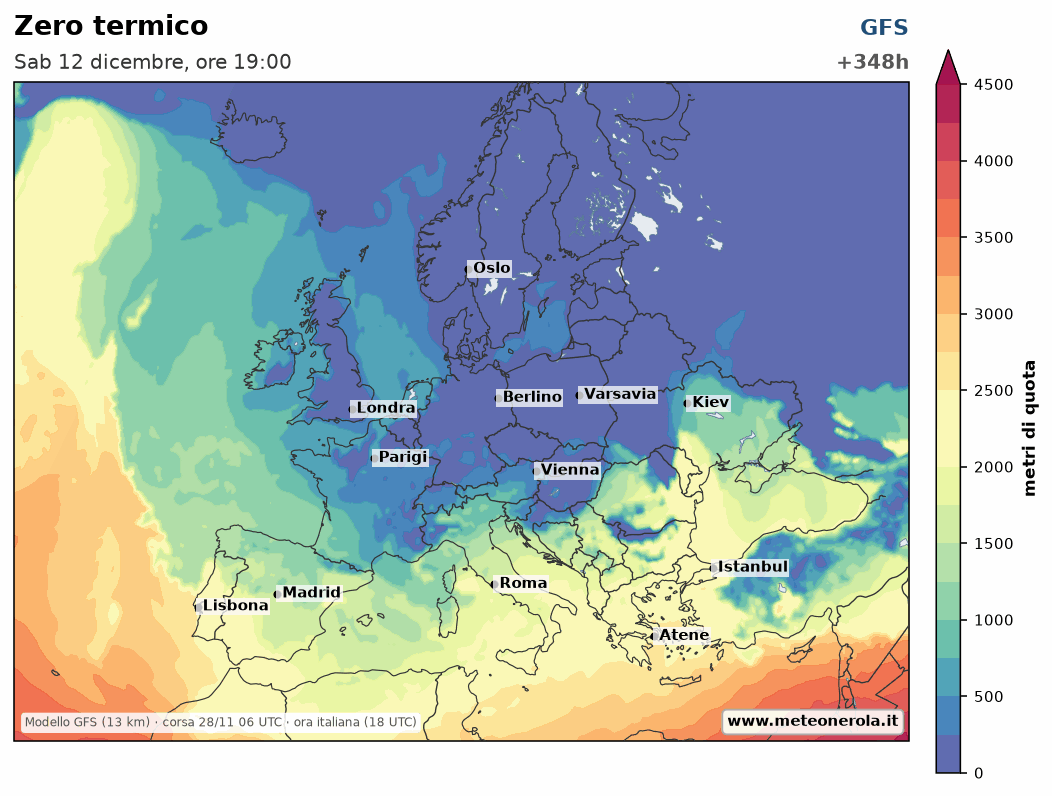 Zero termico
GFS
Sab 12 dicembre, ore 19:00
+348h
Oslo
Londra
Berlino
Varsavia
Kiev
Parigi
Vienna
Istanbul
Roma
Madrid
Lisbona
Atene
Modello GFS (13 km) · corsa 28/11 06 UTC · ora italiana (18 UTC)
www.meteonerola.it
4500
4000
3500
3000
2500
2000
1500
1000
500
0
metri di quota